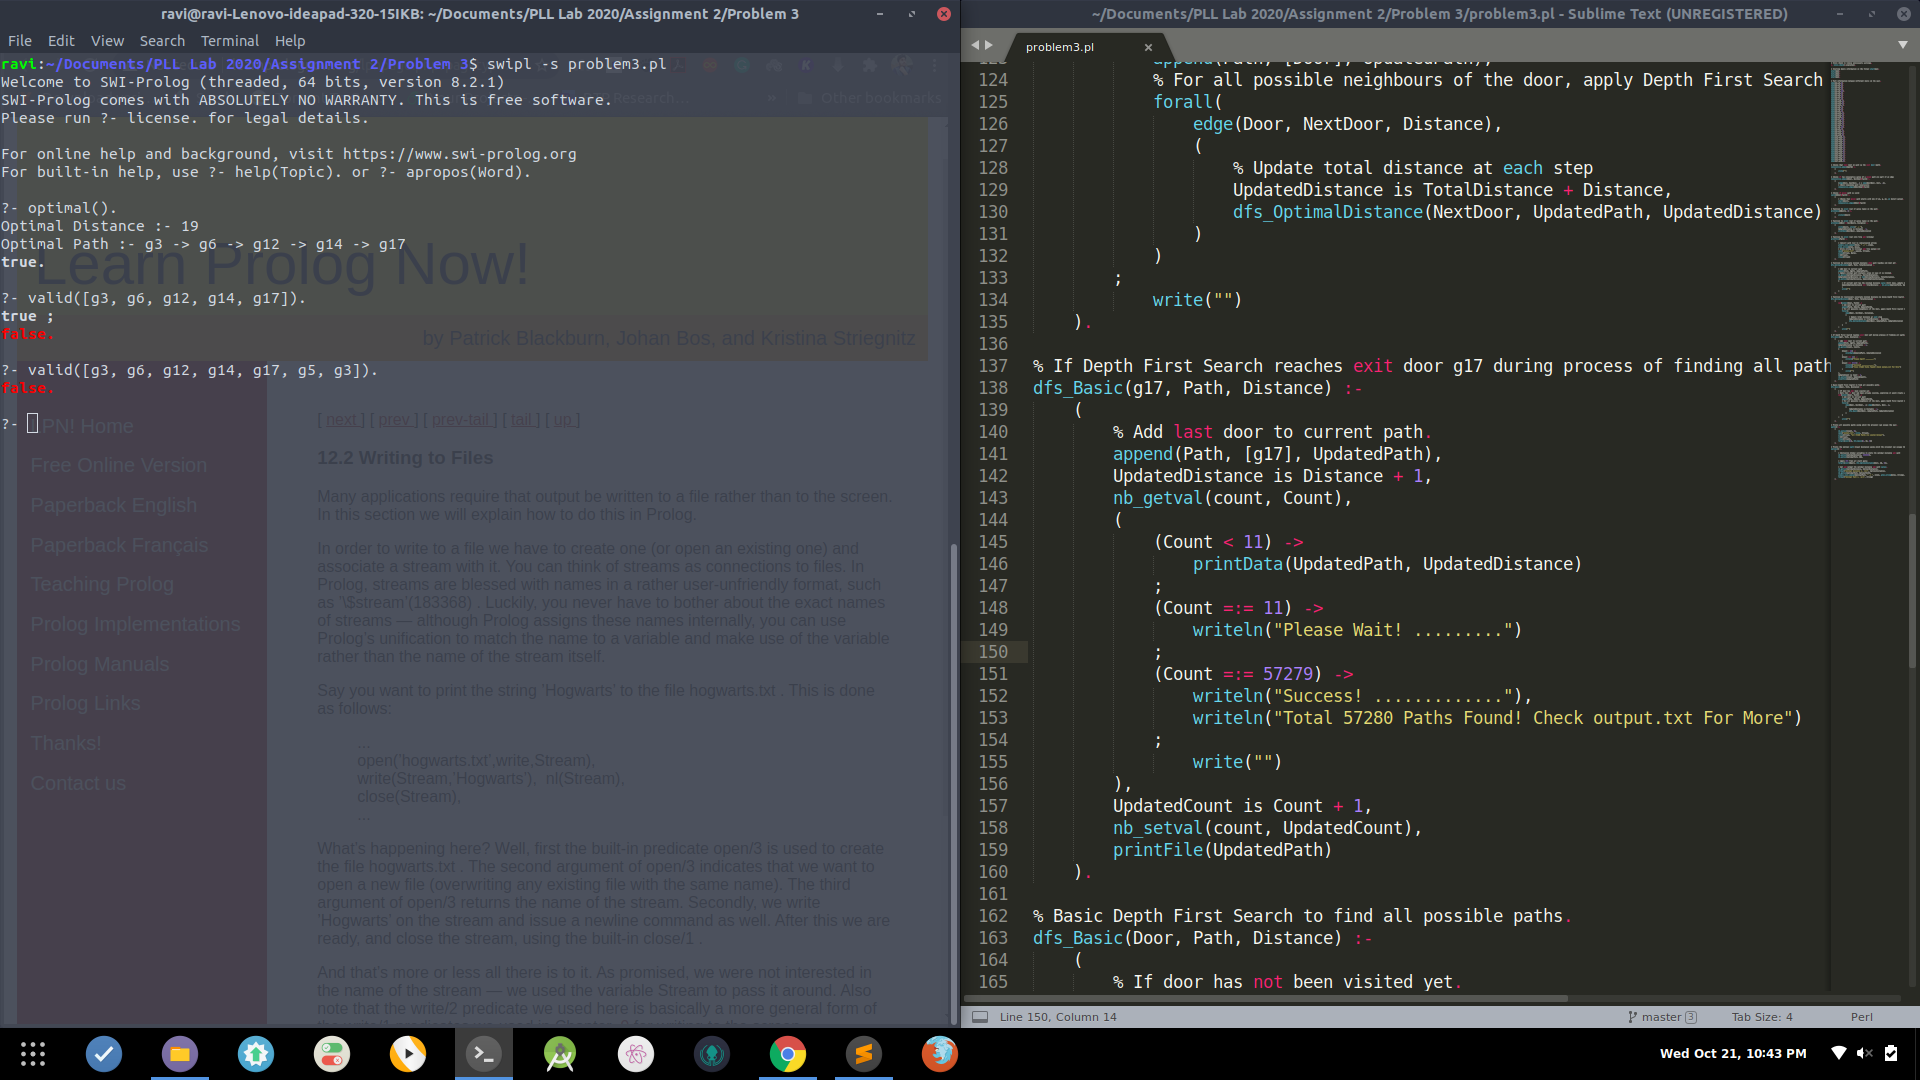 ravi@ravi-Lenovo-ideapad-320-15IKB: ~/Documents/PLL Lab 2020/Assignment 2/Problem 3
File Edit View Search Terminal Help
ravi:~/Documents/PLL Lab 2020/Assignment 2/Problem 3$ swipl -s problem3.pl
Welcome to SWI-Prolog (threaded, 64 bits, version 8.2.1)
SWI-Prolog comes with ABSOLUTELY NO WARRANTY. This is free software.
Please run ?- license. for legal details.
For online help and background, visit https://www.swi-prolog.org
For built-in help, use ?- help(Topic). or ?- apropos(Word).
?- optimal().
Optimal Distance :- 19
Optimal Path :- g3 -> g6 -> g12 -> g14 -> g17
true.
?- valid([g3, g6, g12, g14, g17]).
true ;
false.
?- valid([g3, g6, g12, g14, g17, g5, g3]).
false.
?-
Other bookmarks
Learn Prolog Now!
by Patrick Blackburn, Johan Bos, and Kristina Striegnitz
PN! Home
Free Online Version
Paperback English
Paperback Français
Teaching Prolog
Prolog Implementations
Prolog Manuals
Prolog Links
Thanks!
Contact us
[ next ] [ prev ] [ prev-tail ] [ tail ] [ up ]
12.2 Writing to Files
Many applications require that output be written to a file rather than to the screen.
In this section we will explain how to do this in Prolog.
In order to write to a file we have to create one (or open an existing one) and
associate a stream with it. You can think of streams as connections to files. In
Prolog, streams are blessed with names in a rather user-unfriendly format, such
as '\$stream'(183368) . Luckily, you never have to bother about the exact names
of streams — although Prolog assigns these names internally, you can use
Prolog's unification to match the name to a variable and make use of the variable
rather than the name of the stream itself.
Say you want to print the string 'Hogwarts' to the file hogwarts.txt . This is done
as follows:
...
open('hogwarts.txt',write,Stream),
write(Stream,'Hogwarts'), nl(Stream),
close(Stream),
...
What's happening here? Well, first the built-in predicate open/3 is used to create
the file hogwarts.txt . The second argument of open/3 indicates that we want to
open a new file (overwriting any existing file with the same name). The third
argument of open/3 returns the name of the stream. Secondly, we write
'Hogwarts' on the stream and issue a newline command as well. After this we are
ready, and close the stream, using the built-in close/1 .
And that's more or less all there is to it. As promised, we were not interested in
the name of the stream — we used the variable Stream to pass it around. Also
note that the write/2 predicate we used here is basically a more general form of
~/Documents/PLL Lab 2020/Assignment 2/Problem 3/problem3.pl - Sublime Text (UNREGISTERED)
problem3.pl
123 append(Path, [Door], UpdatedPath),
124 % For all possible neighbours of the door, apply Depth First Search
125 forall(
126 edge(Door, NextDoor, Distance),
127 (
128 % Update total distance at each step
129 UpdatedDistance is TotalDistance + Distance,
130 dfs_OptimalDistance(NextDoor, UpdatedPath, UpdatedDistance)
131 )
132 )
133 ;
134 write("")
135 ).
136
137 % If Depth First Search reaches exit door g17 during process of finding all path
138 dfs_Basic(g17, Path, Distance) :-
139 (
140 % Add last door to current path.
141 append(Path, [g17], UpdatedPath),
142 UpdatedDistance is Distance + 1,
143 nb_getval(count, Count),
144 (
145 (Count < 11) ->
146 printData(UpdatedPath, UpdatedDistance)
147 ;
148 (Count =:= 11) ->
149 writeln("Please Wait! .........")
150 ;
151 (Count =:= 57279) ->
152 writeln("Success! ............."),
153 writeln("Total 57280 Paths Found! Check output.txt For More")
154 ;
155 write("")
156 ),
157 UpdatedCount is Count + 1,
158 nb_setval(count, UpdatedCount),
159 printFile(UpdatedPath)
160 ).
161
162 % Basic Depth First Search to find all possible paths.
163 dfs_Basic(Door, Path, Distance) :-
164 (
165 % If door has not been visited yet.
Line 150, Column 14
master 3
Tab Size: 4
Perl
Wed Oct 21, 10:43 PM